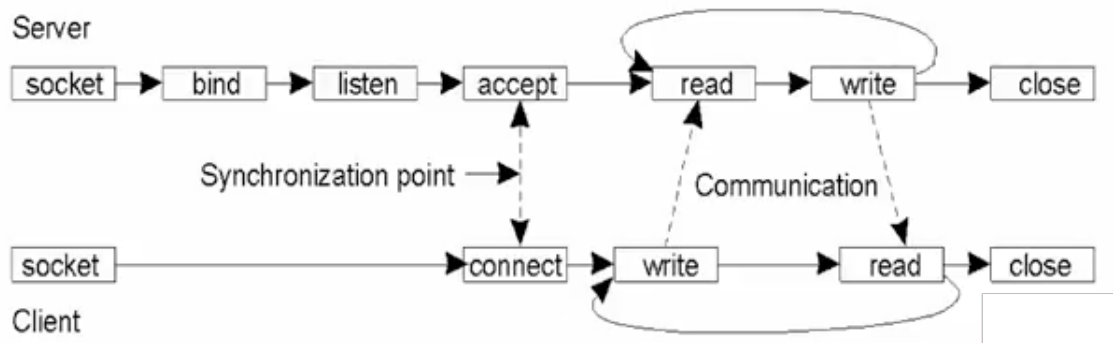 Server
socket bind listen accept read write close
Synchronization point
Communication
socket connect write read close
Client